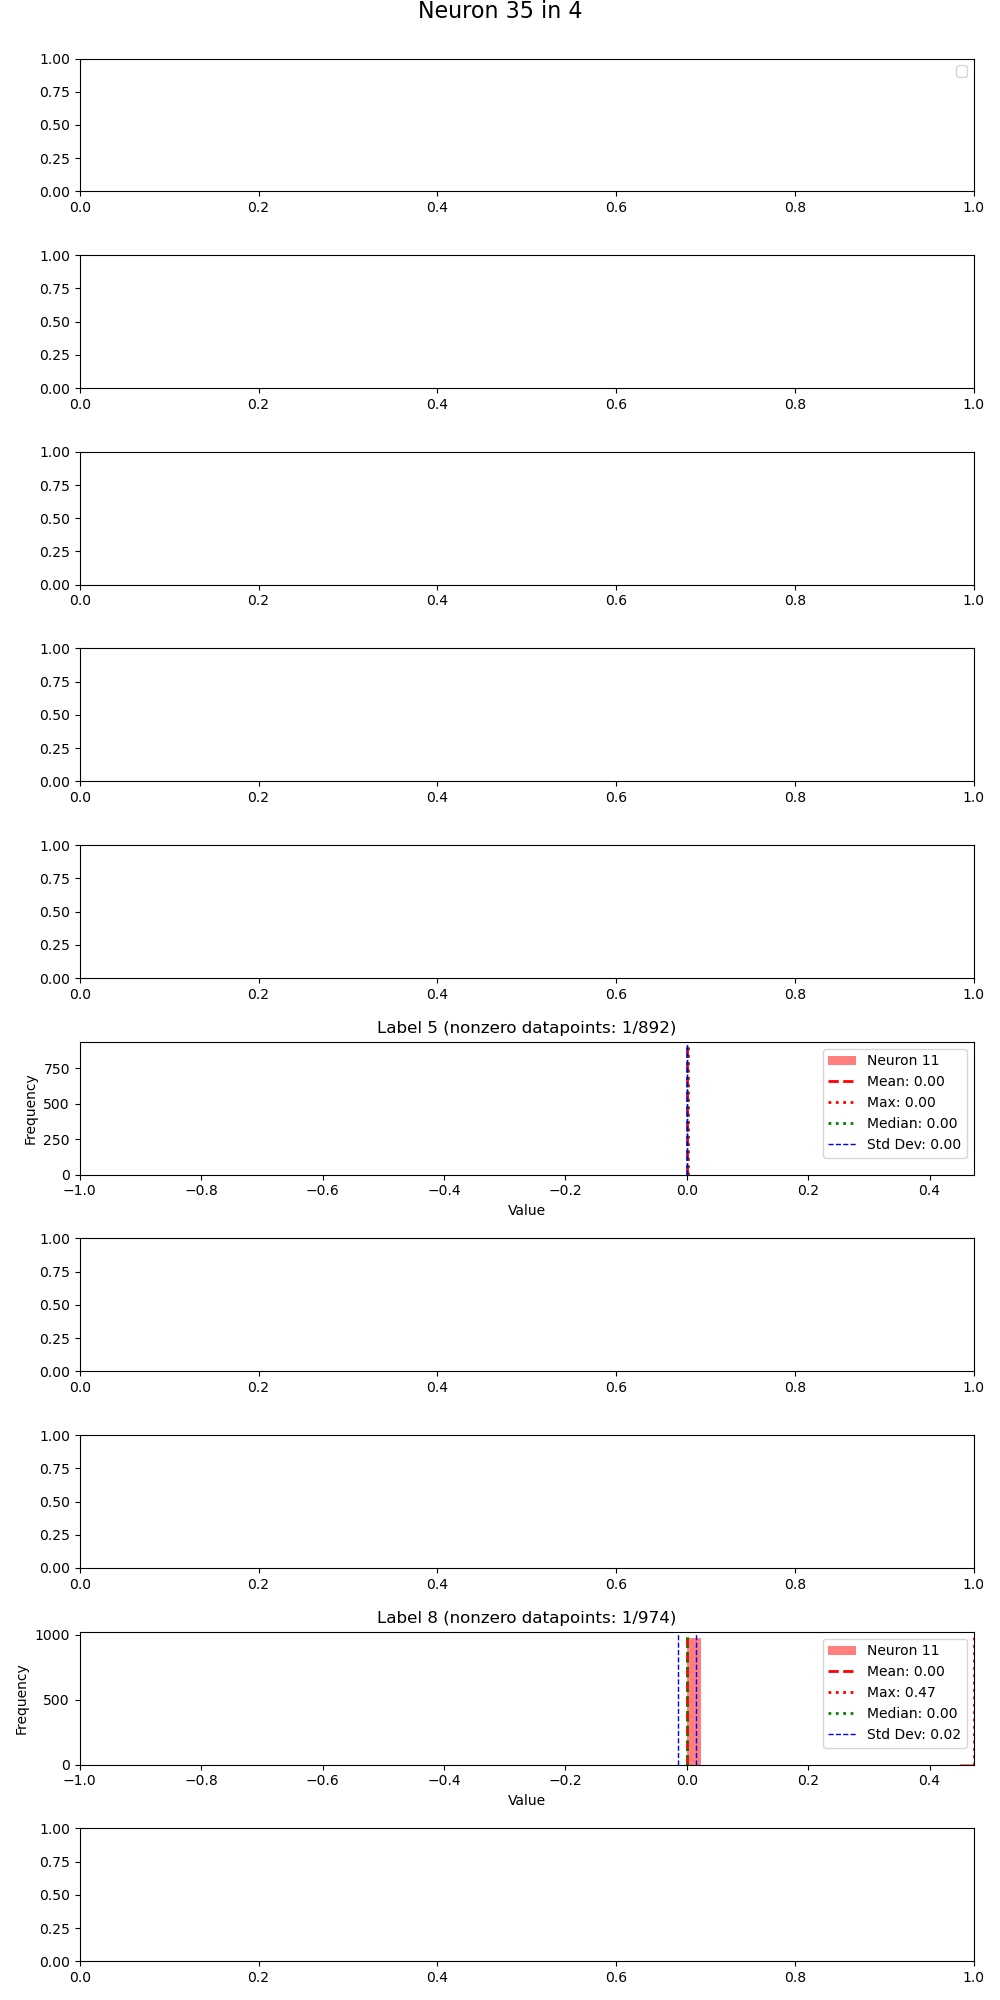 Neuron 35 in 4
1.00
0.75
0.50
0.25
0.00
0.0 0.2 0.4 0.6 0.8 1.0
1.00
0.75
0.50
0.25
0.00
0.0 0.2 0.4 0.6 0.8 1.0
1.00
0.75
0.50
0.25
0.00
0.0 0.2 0.4 0.6 0.8 1.0
1.00
0.75
0.50
0.25
0.00
0.0 0.2 0.4 0.6 0.8 1.0
1.00
0.75
0.50
0.25
0.00
0.0 0.2 0.4 0.6 0.8 1.0
Label 5 (nonzero datapoints: 1/892)
Frequency
750
500
250
0
Neuron 11
Mean: 0.00
Max: 0.00
Median: 0.00
Std Dev: 0.00
−1.0 −0.8 −0.6 −0.4 −0.2 0.0 0.2 0.4
Value
1.00
0.75
0.50
0.25
0.00
0.0 0.2 0.4 0.6 0.8 1.0
1.00
0.75
0.50
0.25
0.00
0.0 0.2 0.4 0.6 0.8 1.0
Label 8 (nonzero datapoints: 1/974)
Frequency
1000
500
0
Neuron 11
Mean: 0.00
Max: 0.47
Median: 0.00
Std Dev: 0.02
−1.0 −0.8 −0.6 −0.4 −0.2 0.0 0.2 0.4
Value
1.00
0.75
0.50
0.25
0.00
0.0 0.2 0.4 0.6 0.8 1.0